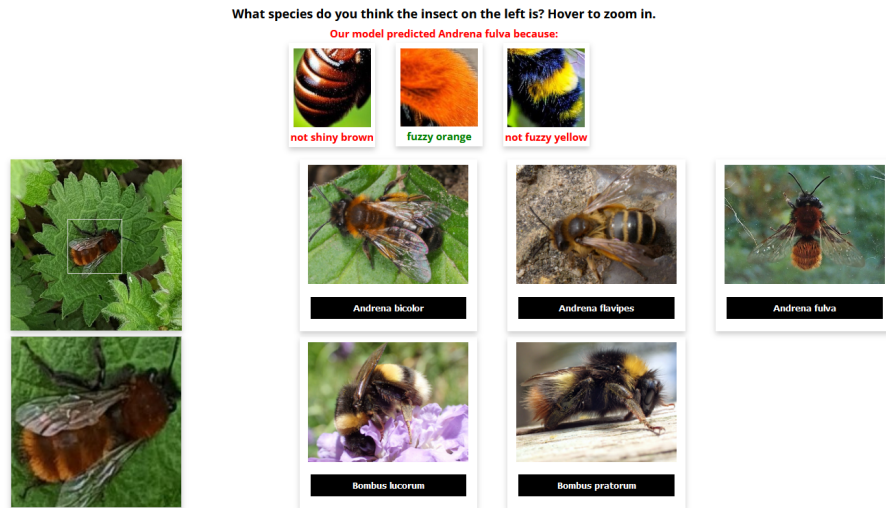 What species do you think the insect on the left is? Hover to zoom in.
Our model predicted Andrena fulva because:
not shiny brown
fuzzy orange
not fuzzy yellow
Andrena bicolor
Andrena flavipes
Andrena fulva
Bombus lucorum
Bombus pratorum